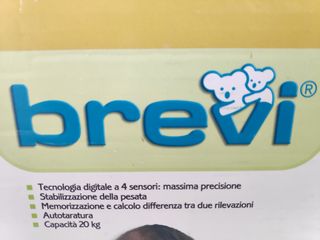 brevi®
Tecnologia digitale a 4 sensori: massima precisione
Stabilizzazione della pesata
Memorizzazione e calcolo differenza tra due rilevazioni
Autotaratura
Capacità 20 kg